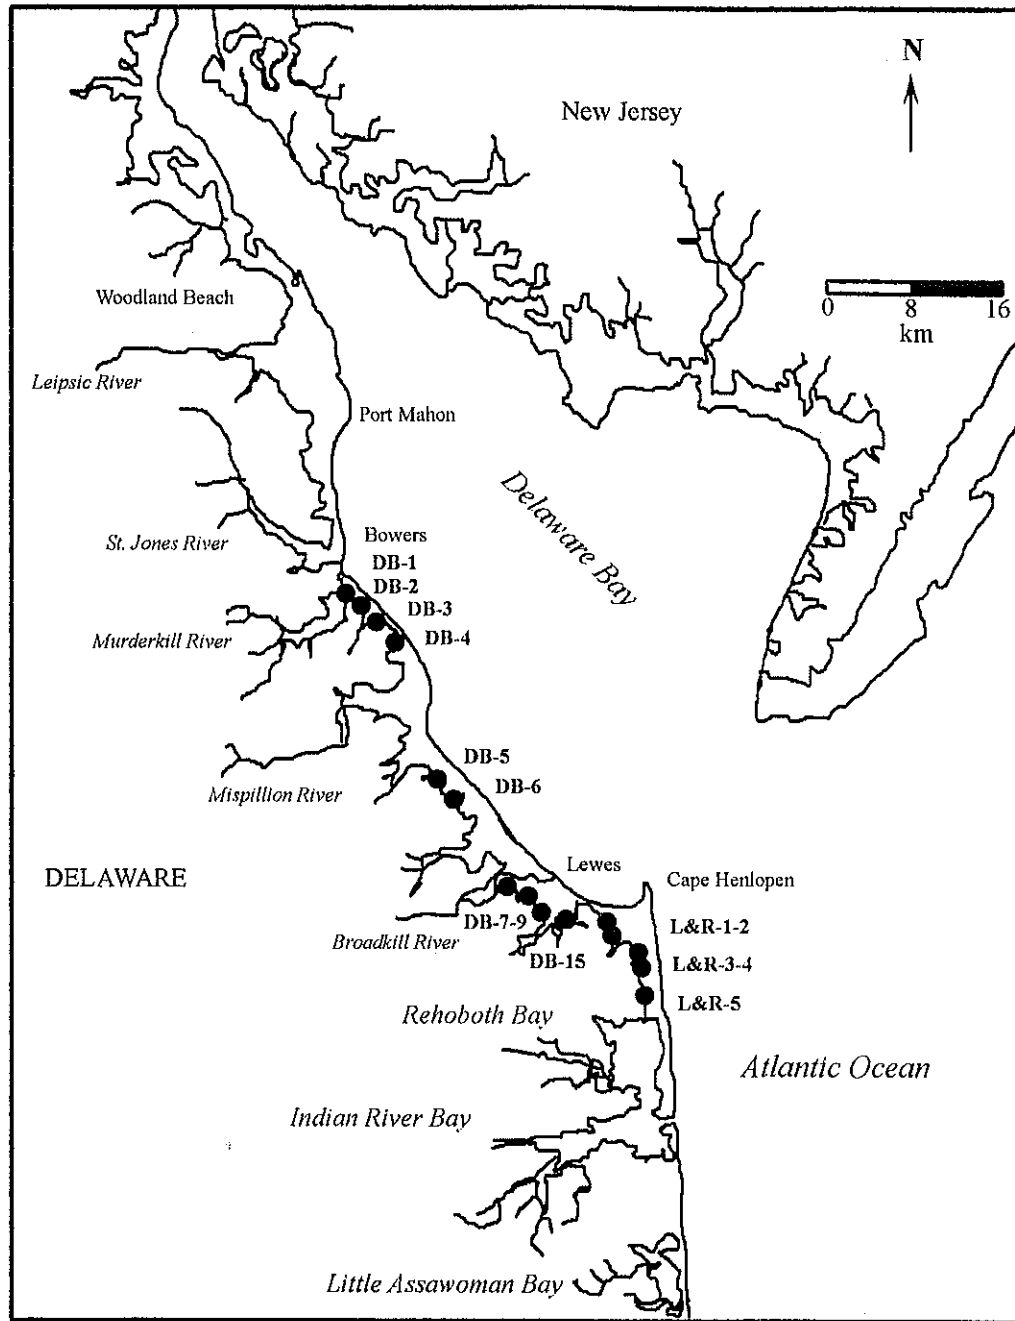 N
New Jersey
0 8 16
km
Woodland Beach
Leipsic River
Port Mahon
Delaware Bay
St. Jones River
Bowers
DB-1
DB-2
DB-3
DB-4
Murderkill River
DB-5
DB-6
Mispillion River
DELAWARE
Lewes
Cape Henlopen
DB-7-9
L&R-1-2
Broadkill River
DB-15
L&R-3-4
L&R-5
Rehoboth Bay
Atlantic Ocean
Indian River Bay
Little Assawoman Bay